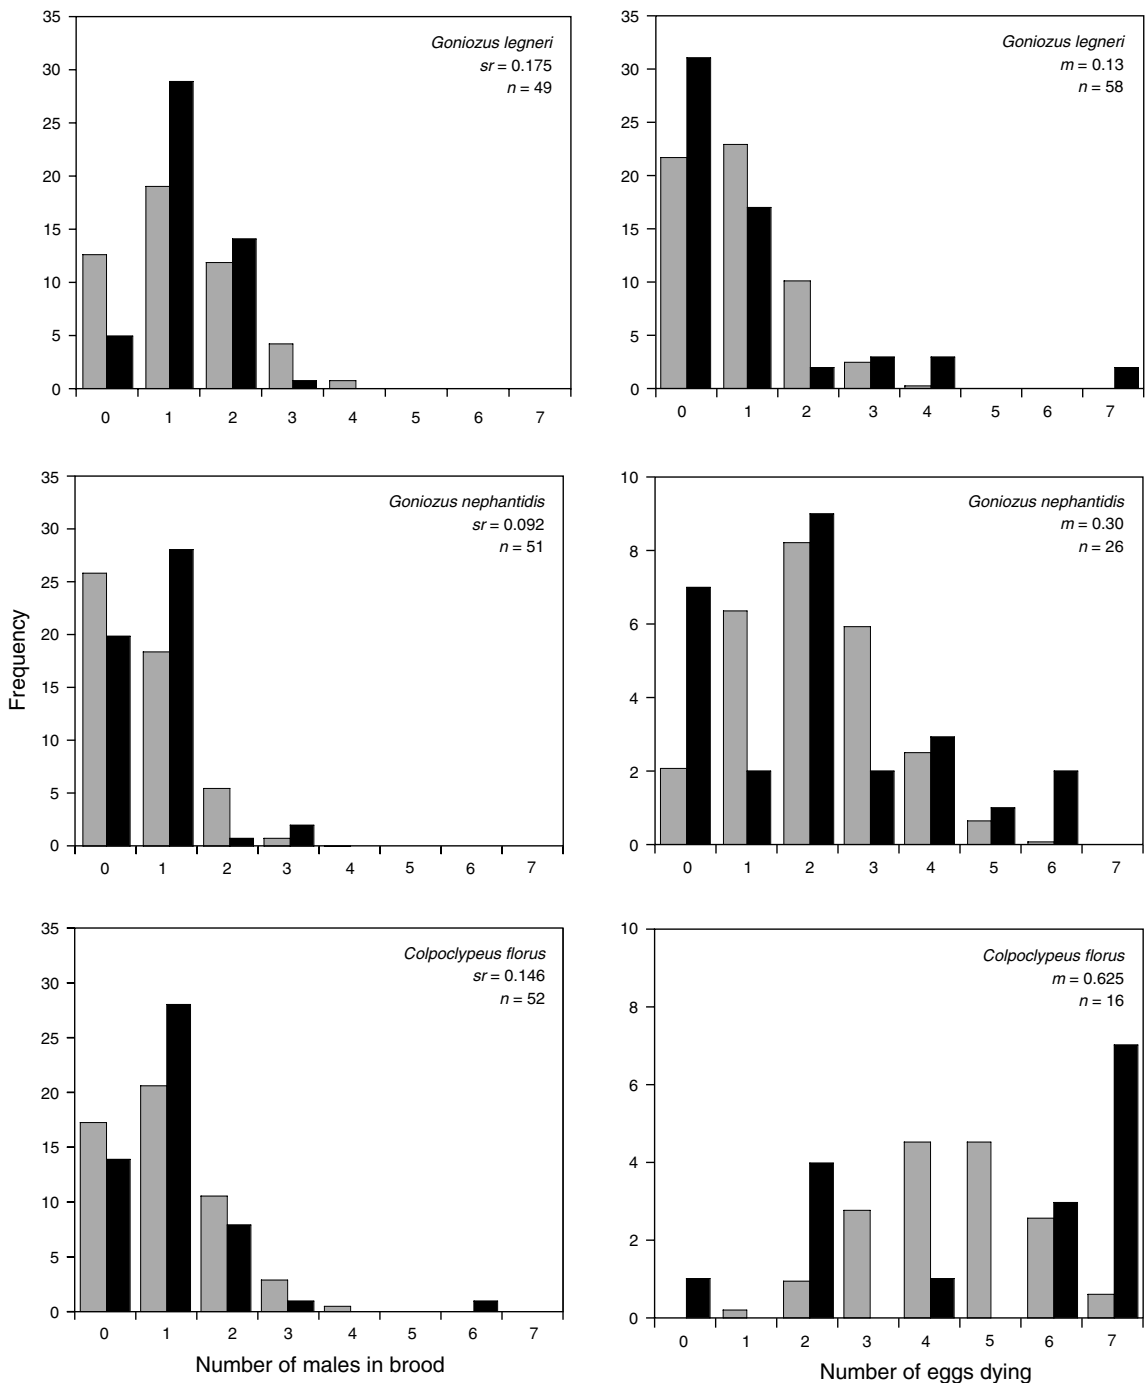 35
30
25
20
15
10
5
0
0 1 2 3 4 5 6 7
Goniozus legneri
sr = 0.175
n = 49
35
30
25
20
15
10
5
0
0 1 2 3 4 5 6 7
Goniozus legneri
m = 0.13
n = 58
Frequency
35
30
25
20
15
10
5
0
0 1 2 3 4 5 6 7
Goniozus nephantidis
sr = 0.092
n = 51
10
8
6
4
2
0
0 1 2 3 4 5 6 7
Goniozus nephantidis
m = 0.30
n = 26
35
30
25
20
15
10
5
0
0 1 2 3 4 5 6 7
Colpoclypeus florus
sr = 0.146
n = 52
Number of males in brood
10
8
6
4
2
0
0 1 2 3 4 5 6 7
Colpoclypeus florus
m = 0.625
n = 16
Number of eggs dying